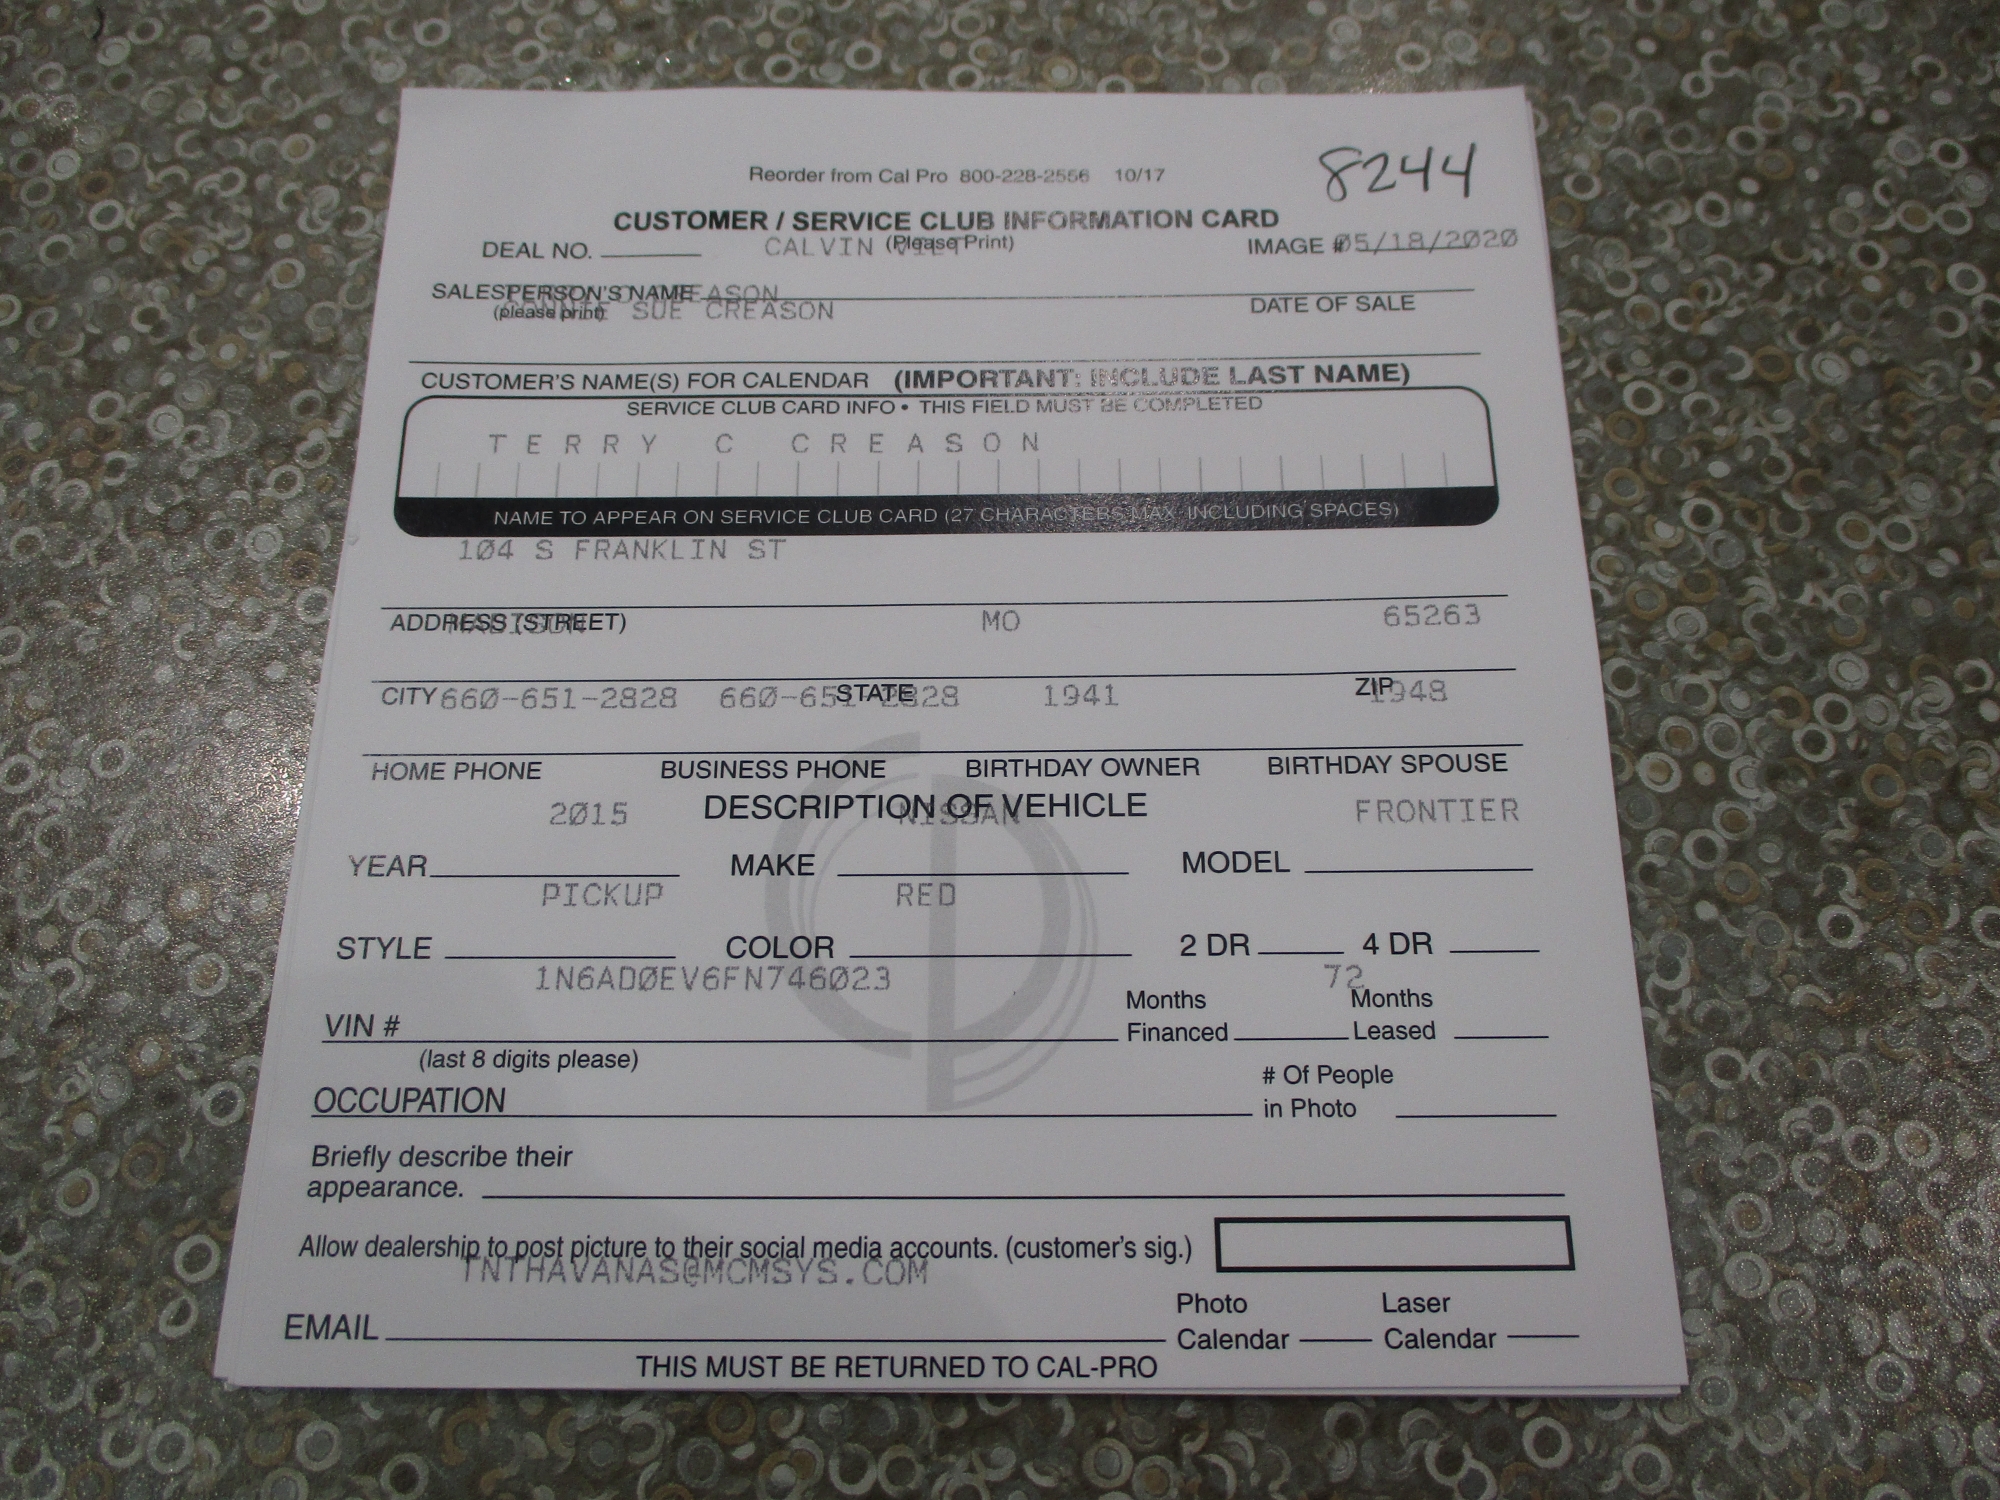 8244
Reorder from Cal Pro 800-228-2556 10/17
CUSTOMER / SERVICE CLUB INFORMATION CARD
DEAL NO. CALVIN (Please Print) IMAGE # 05/18/2020
SALESPERSON'S NAME
(please print) SUE CREASON DATE OF SALE
CUSTOMER'S NAME(S) FOR CALENDAR (IMPORTANT: INCLUDE LAST NAME)
SERVICE CLUB CARD INFO • THIS FIELD MUST BE COMPLETED
TERRY C CREASON
NAME TO APPEAR ON SERVICE CLUB CARD (27 CHARACTERS MAX. INCLUDING SPACES)
104 S FRANKLIN ST
ADDRESS (STREET) MADISON MO 65263
CITY 660-651-2828 660-651-2828 STATE 1941 ZIP 1948
HOME PHONE BUSINESS PHONE BIRTHDAY OWNER BIRTHDAY SPOUSE
DESCRIPTION OF VEHICLE
2015 NISSAN FRONTIER
YEAR MAKE MODEL
PICKUP RED
STYLE COLOR 2 DR 4 DR
1N6AD0EV6FN746023 72
VIN # Months Financed Months Leased
(last 8 digits please)
OCCUPATION # Of People in Photo
Briefly describe their
appearance.
Allow dealership to post picture to their social media accounts. (customer's sig.)
TNTHAVANAS@MCMSYS.COM
EMAIL Photo Calendar Laser Calendar
THIS MUST BE RETURNED TO CAL-PRO